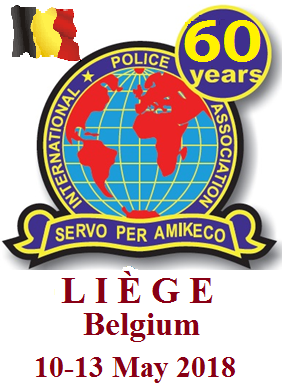 60
years
INTERNATIONAL ★ POLICE ★ ASSOCIATION
SERVO PER AMIKECO
LIÈGE
Belgium
10-13 May 2018